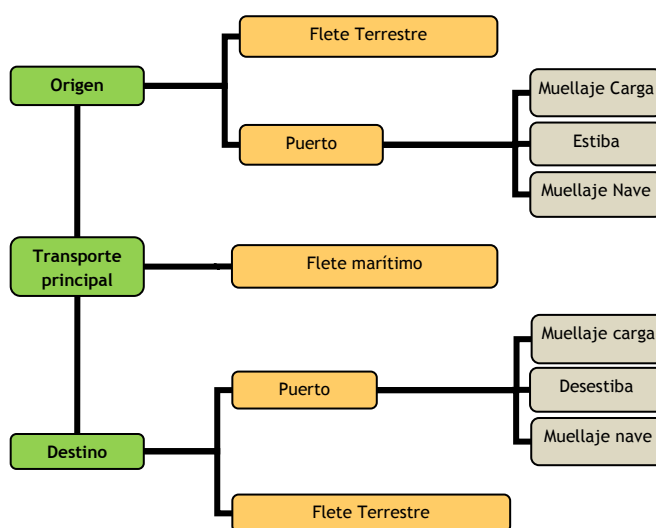 Flete Terrestre
Origen
Muellaje Carga
Puerto
Estiba
Muellaje Nave
Transporte
principal
Flete marítimo
Muellaje carga
Puerto
Desestiba
Destino
Muellaje nave
Flete Terrestre